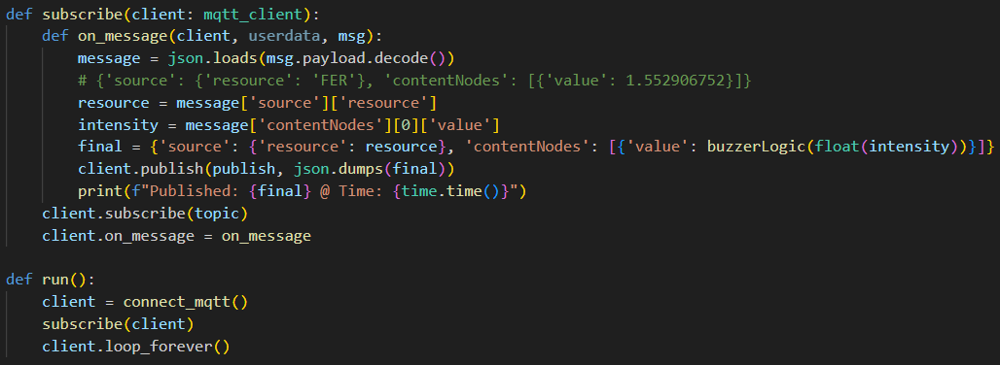 def subscribe(client: mqtt_client):
    def on_message(client, userdata, msg):
        message = json.loads(msg.payload.decode())
        # {'source': {'resource': 'FER'}, 'contentNodes': [{'value': 1.552906752}]}
        resource = message['source']['resource']
        intensity = message['contentNodes'][0]['value']
        final = {'source': {'resource': resource}, 'contentNodes': [{'value': buzzerLogic(float(intensity))}]}
        client.publish(publish, json.dumps(final))
        print(f"Published: {final} @ Time: {time.time()}")
    client.subscribe(topic)
    client.on_message = on_message

def run():
    client = connect_mqtt()
    subscribe(client)
    client.loop_forever()